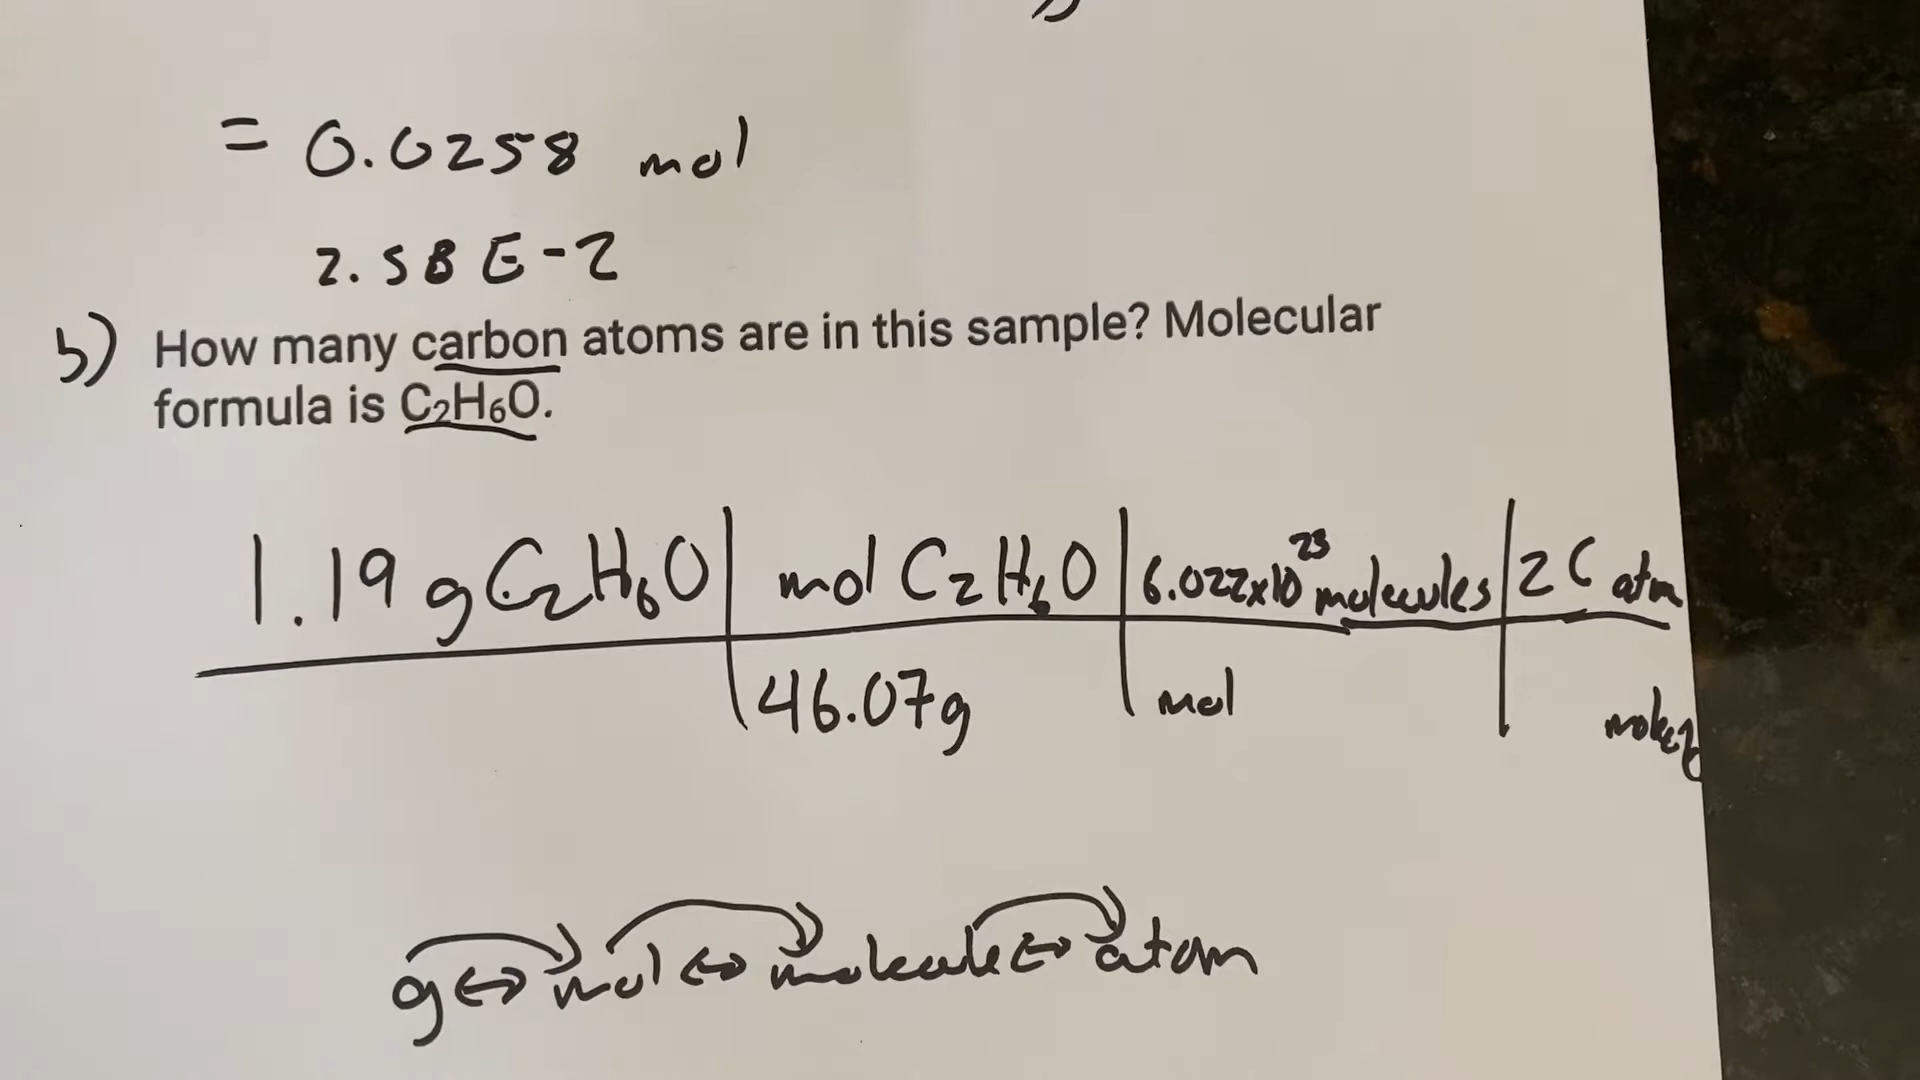 = 0.0258 mol
2.58 E-2
b) How many carbon atoms are in this sample? Molecular
formula is C₂H₆O.
1.19 g C₂H₆O | mol C₂H₆O | 6.022x10²³ molecules | 2 C atom
46.07g | mol
g ↔ mol ↔ molecule ↔ atom